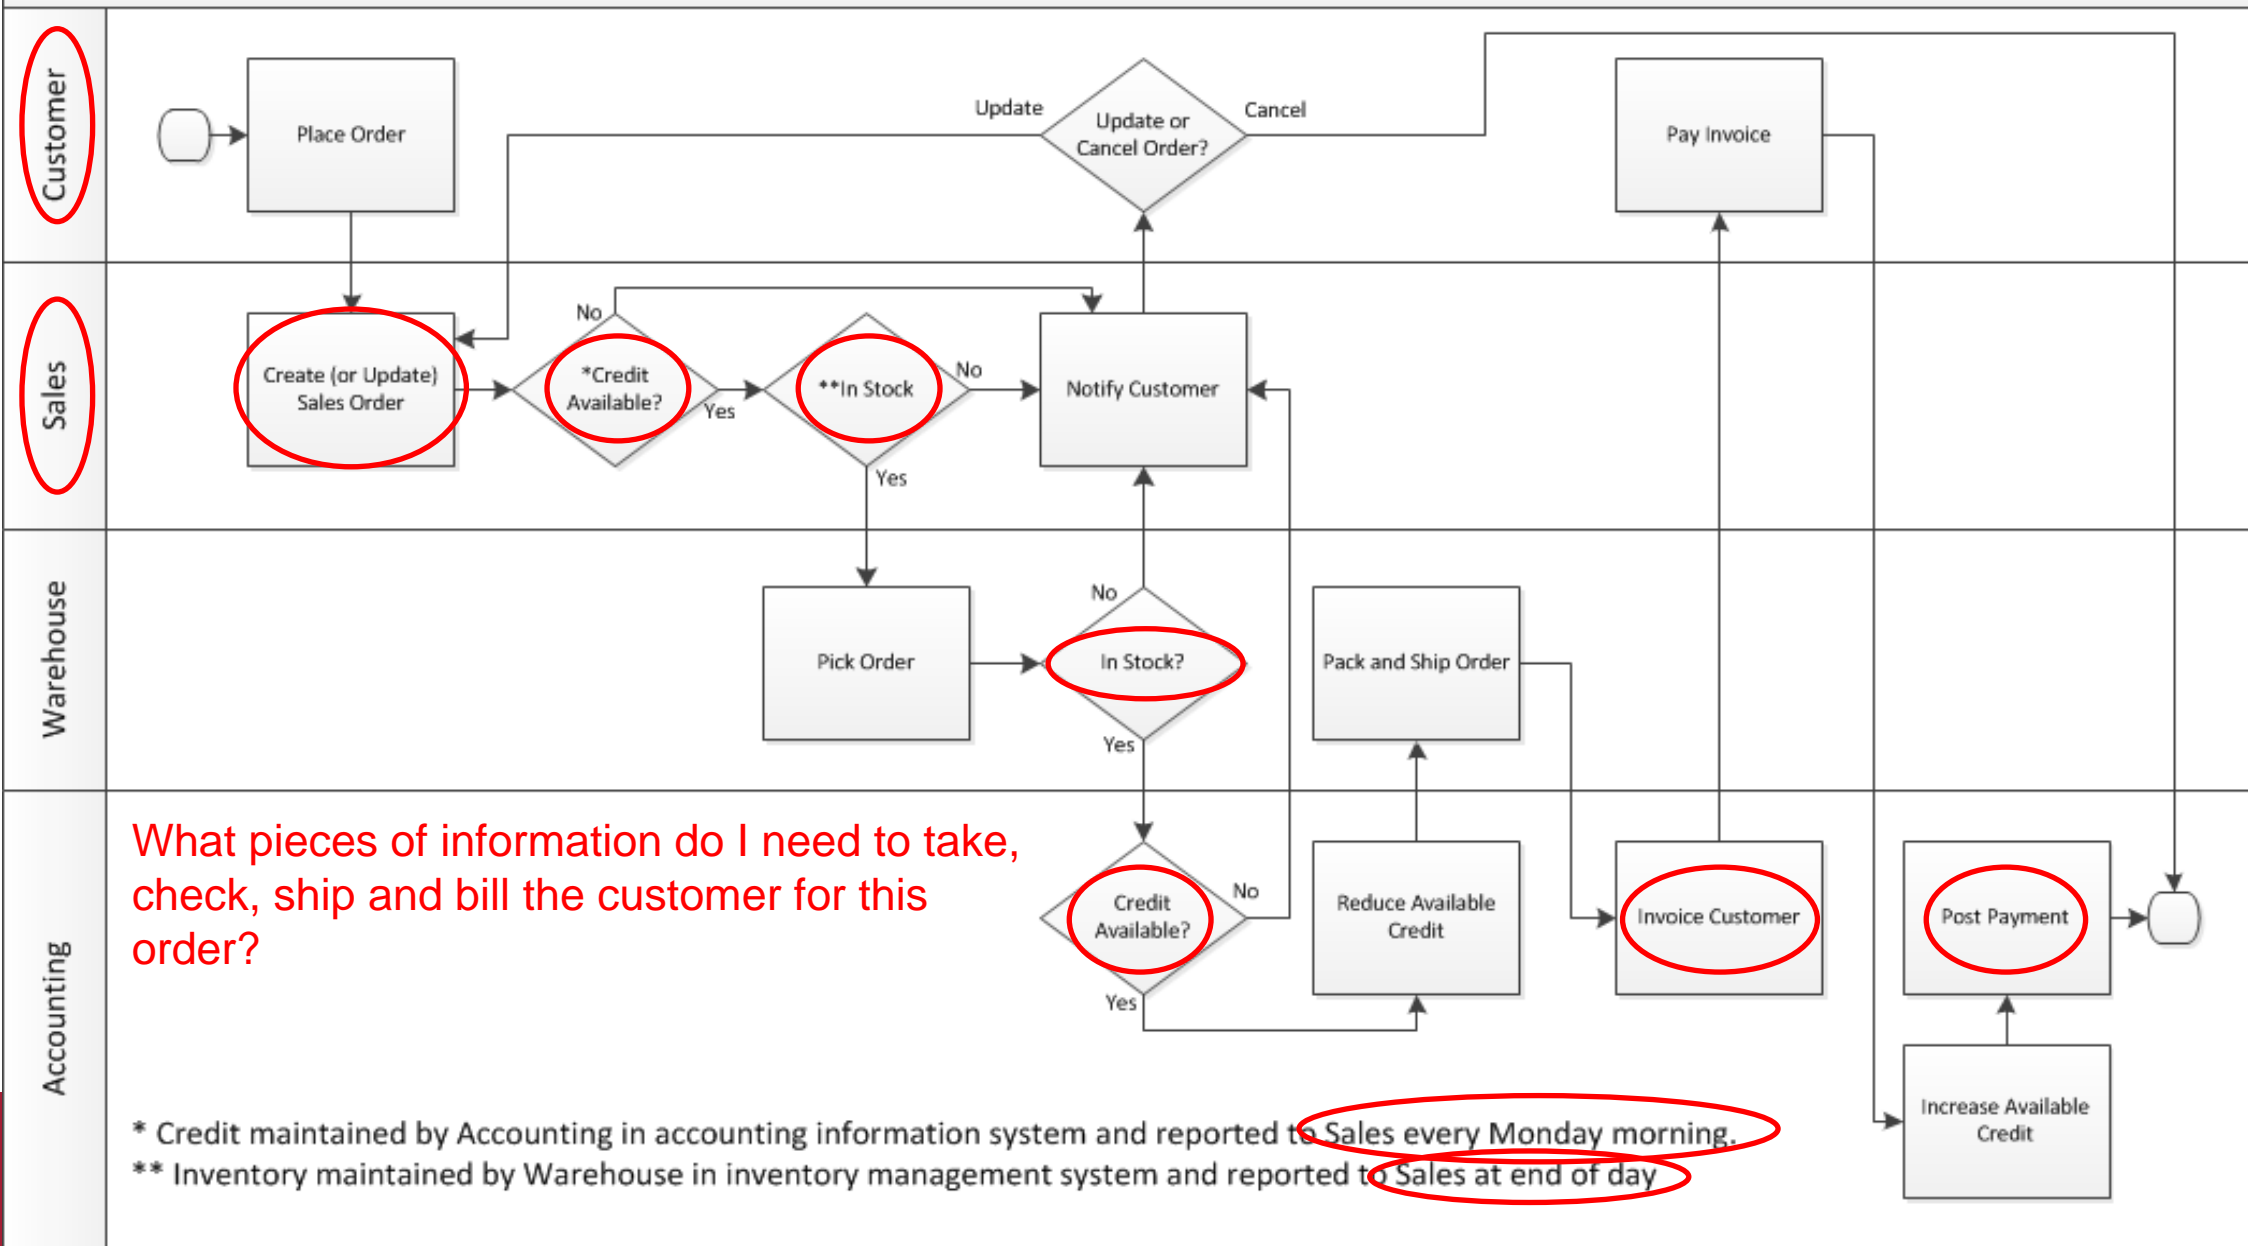 Customer
Place Order
Update
Update or
Cancel Order?
Cancel
Pay Invoice
Sales
Create (or Update)
Sales Order
No
*Credit
Available?
Yes
**In Stock
No
Yes
Notify Customer
Warehouse
Pick Order
No
In Stock?
Yes
Pack and Ship Order
Accounting
What pieces of information do I need to take,
check, ship and bill the customer for this
order?
Credit
Available?
No
Yes
Reduce Available
Credit
Invoice Customer
Post Payment
Increase Available
Credit
* Credit maintained by Accounting in accounting information system and reported to Sales every Monday morning.
** Inventory maintained by Warehouse in inventory management system and reported to Sales at end of day